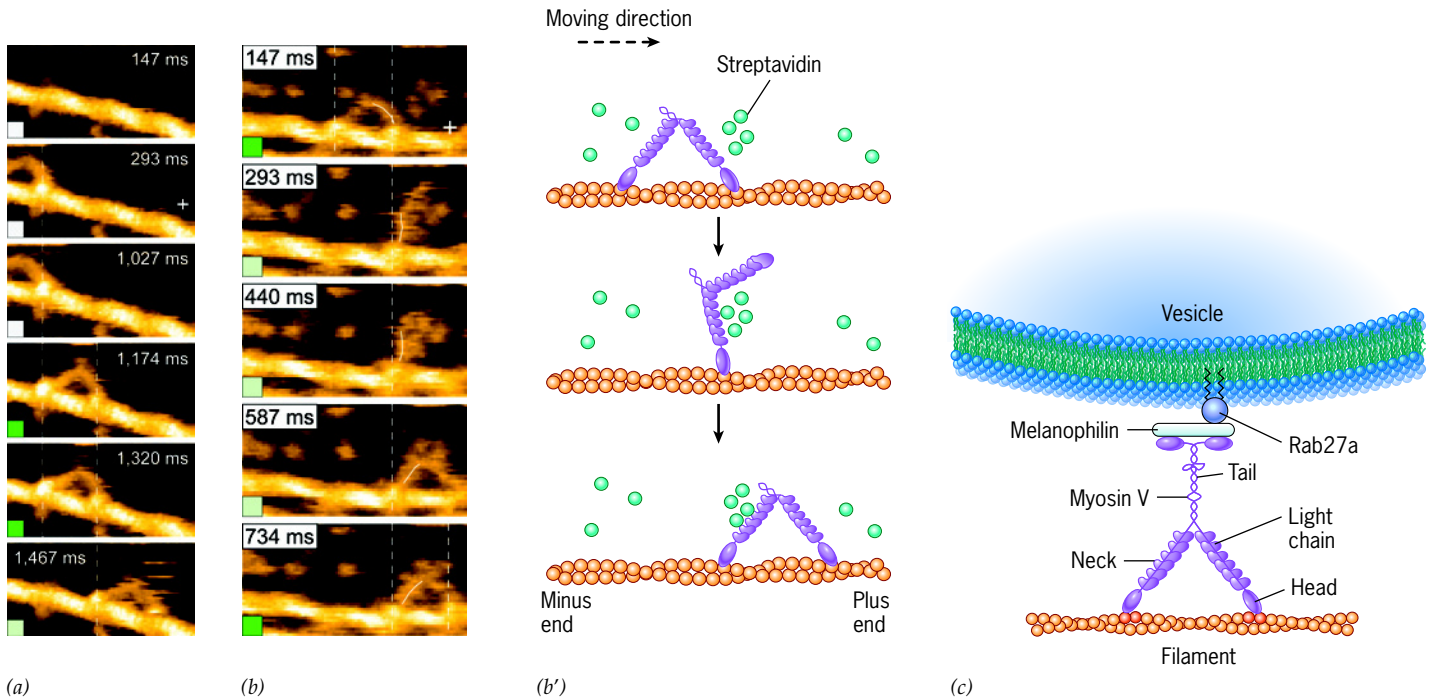 147 ms
293 ms
1,027 ms
1,174 ms
1,320 ms
1,467 ms
(a)
147 ms
293 ms
440 ms
587 ms
734 ms
(b)
Moving direction
Streptavidin
Minus
end
Plus
end
(b′)
Vesicle
Melanophilin
Rab27a
Tail
Myosin V
Light
chain
Neck
Head
Filament
(c)